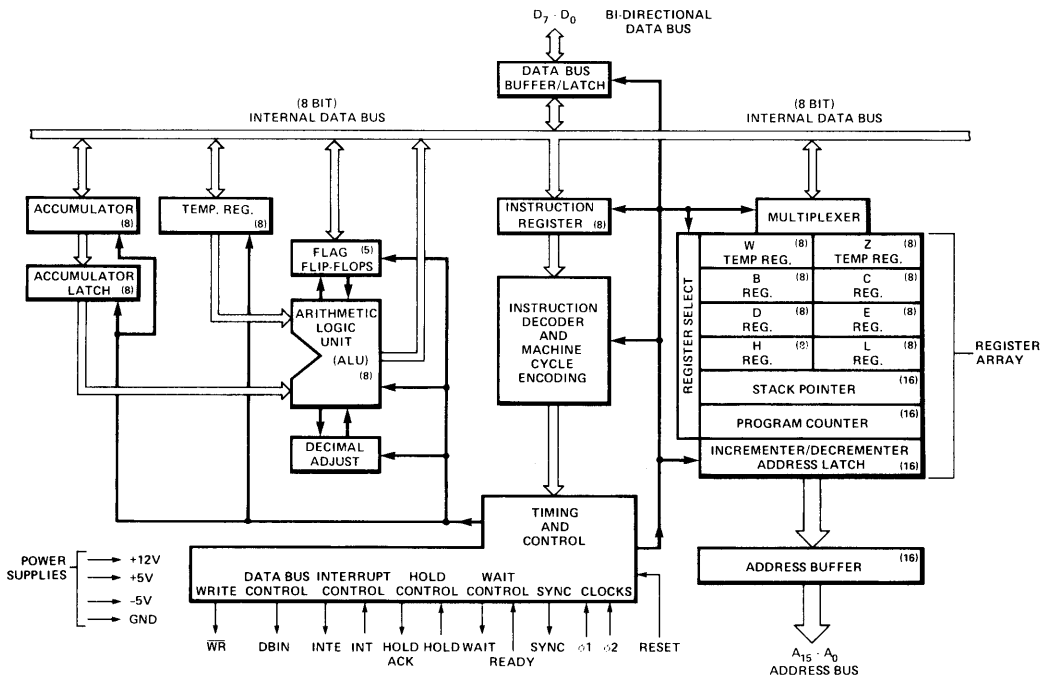 D7 - D0
BI-DIRECTIONAL
DATA BUS
DATA BUS
BUFFER/LATCH
(8 BIT)
INTERNAL DATA BUS
(8 BIT)
INTERNAL DATA BUS
ACCUMULATOR
(8)
TEMP. REG.
(8)
INSTRUCTION
REGISTER (8)
MULTIPLEXER
ACCUMULATOR
LATCH (8)
(5)
FLAG
FLIP-FLOPS
ARITHMETIC
LOGIC
UNIT
(ALU)
(8)
DECIMAL
ADJUST
INSTRUCTION
DECODER
AND
MACHINE
CYCLE
ENCODING
REGISTER SELECT
W (8)
TEMP REG.
Z (8)
TEMP REG.
B (8)
REG.
C (8)
REG.
D (8)
REG.
E (8)
REG.
H (8)
REG.
L (8)
REG.
STACK POINTER (16)
PROGRAM COUNTER (16)
INCREMENTER/DECREMENTER
ADDRESS LATCH (16)
REGISTER
ARRAY
TIMING
AND
CONTROL
WRITE
DATA BUS
CONTROL
INTERRUPT
CONTROL
HOLD
CONTROL
WAIT
CONTROL
SYNC
CLOCKS
ADDRESS BUFFER (16)
POWER
SUPPLIES
+12V
+5V
-5V
GND
WR
DBIN
INTE
INT
HOLD
ACK
HOLD
WAIT
READY
SYNC
φ1
φ2
RESET
A15 - A0
ADDRESS BUS